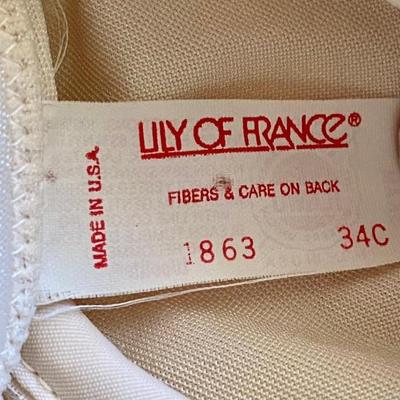 LILY OF FRANCE®
MADE IN U.S.A.
FIBERS & CARE ON BACK
1863 34C